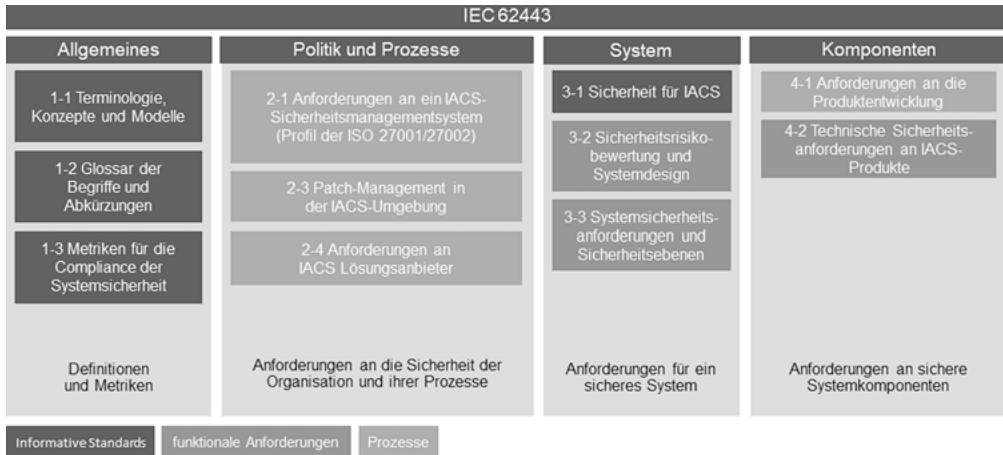 IEC 62443
Allgemeines
1-1 Terminologie,
Konzepte und Modelle
1-2 Glossar der
Begriffe und
Abkürzungen
1-3 Metriken für die
Compliance der
Systemsicherheit
Definitionen
und Metriken
Politik und Prozesse
2-1 Anforderungen an ein IACS-
Sicherheitsmanagementsystem
(Profil der ISO 27001/27002)
2-3 Patch-Management in
der IACS-Umgebung
2-4 Anforderungen an
IACS Lösungsanbieter
Anforderungen an die Sicherheit der
Organisation und ihrer Prozesse
System
3-1 Sicherheit für IACS
3-2 Sicherheitsrisiko-
bewertung und
Systemdesign
3-3 Systemsicherheits-
anforderungen und
Sicherheitsebenen
Anforderungen für ein
sicheres System
Komponenten
4-1 Anforderungen an die
Produktentwicklung
4-2 Technische Sicherheits-
anforderungen an IACS-
Produkte
Anforderungen an sichere
Systemkomponenten
Informative Standards
funktionale Anforderungen
Prozesse